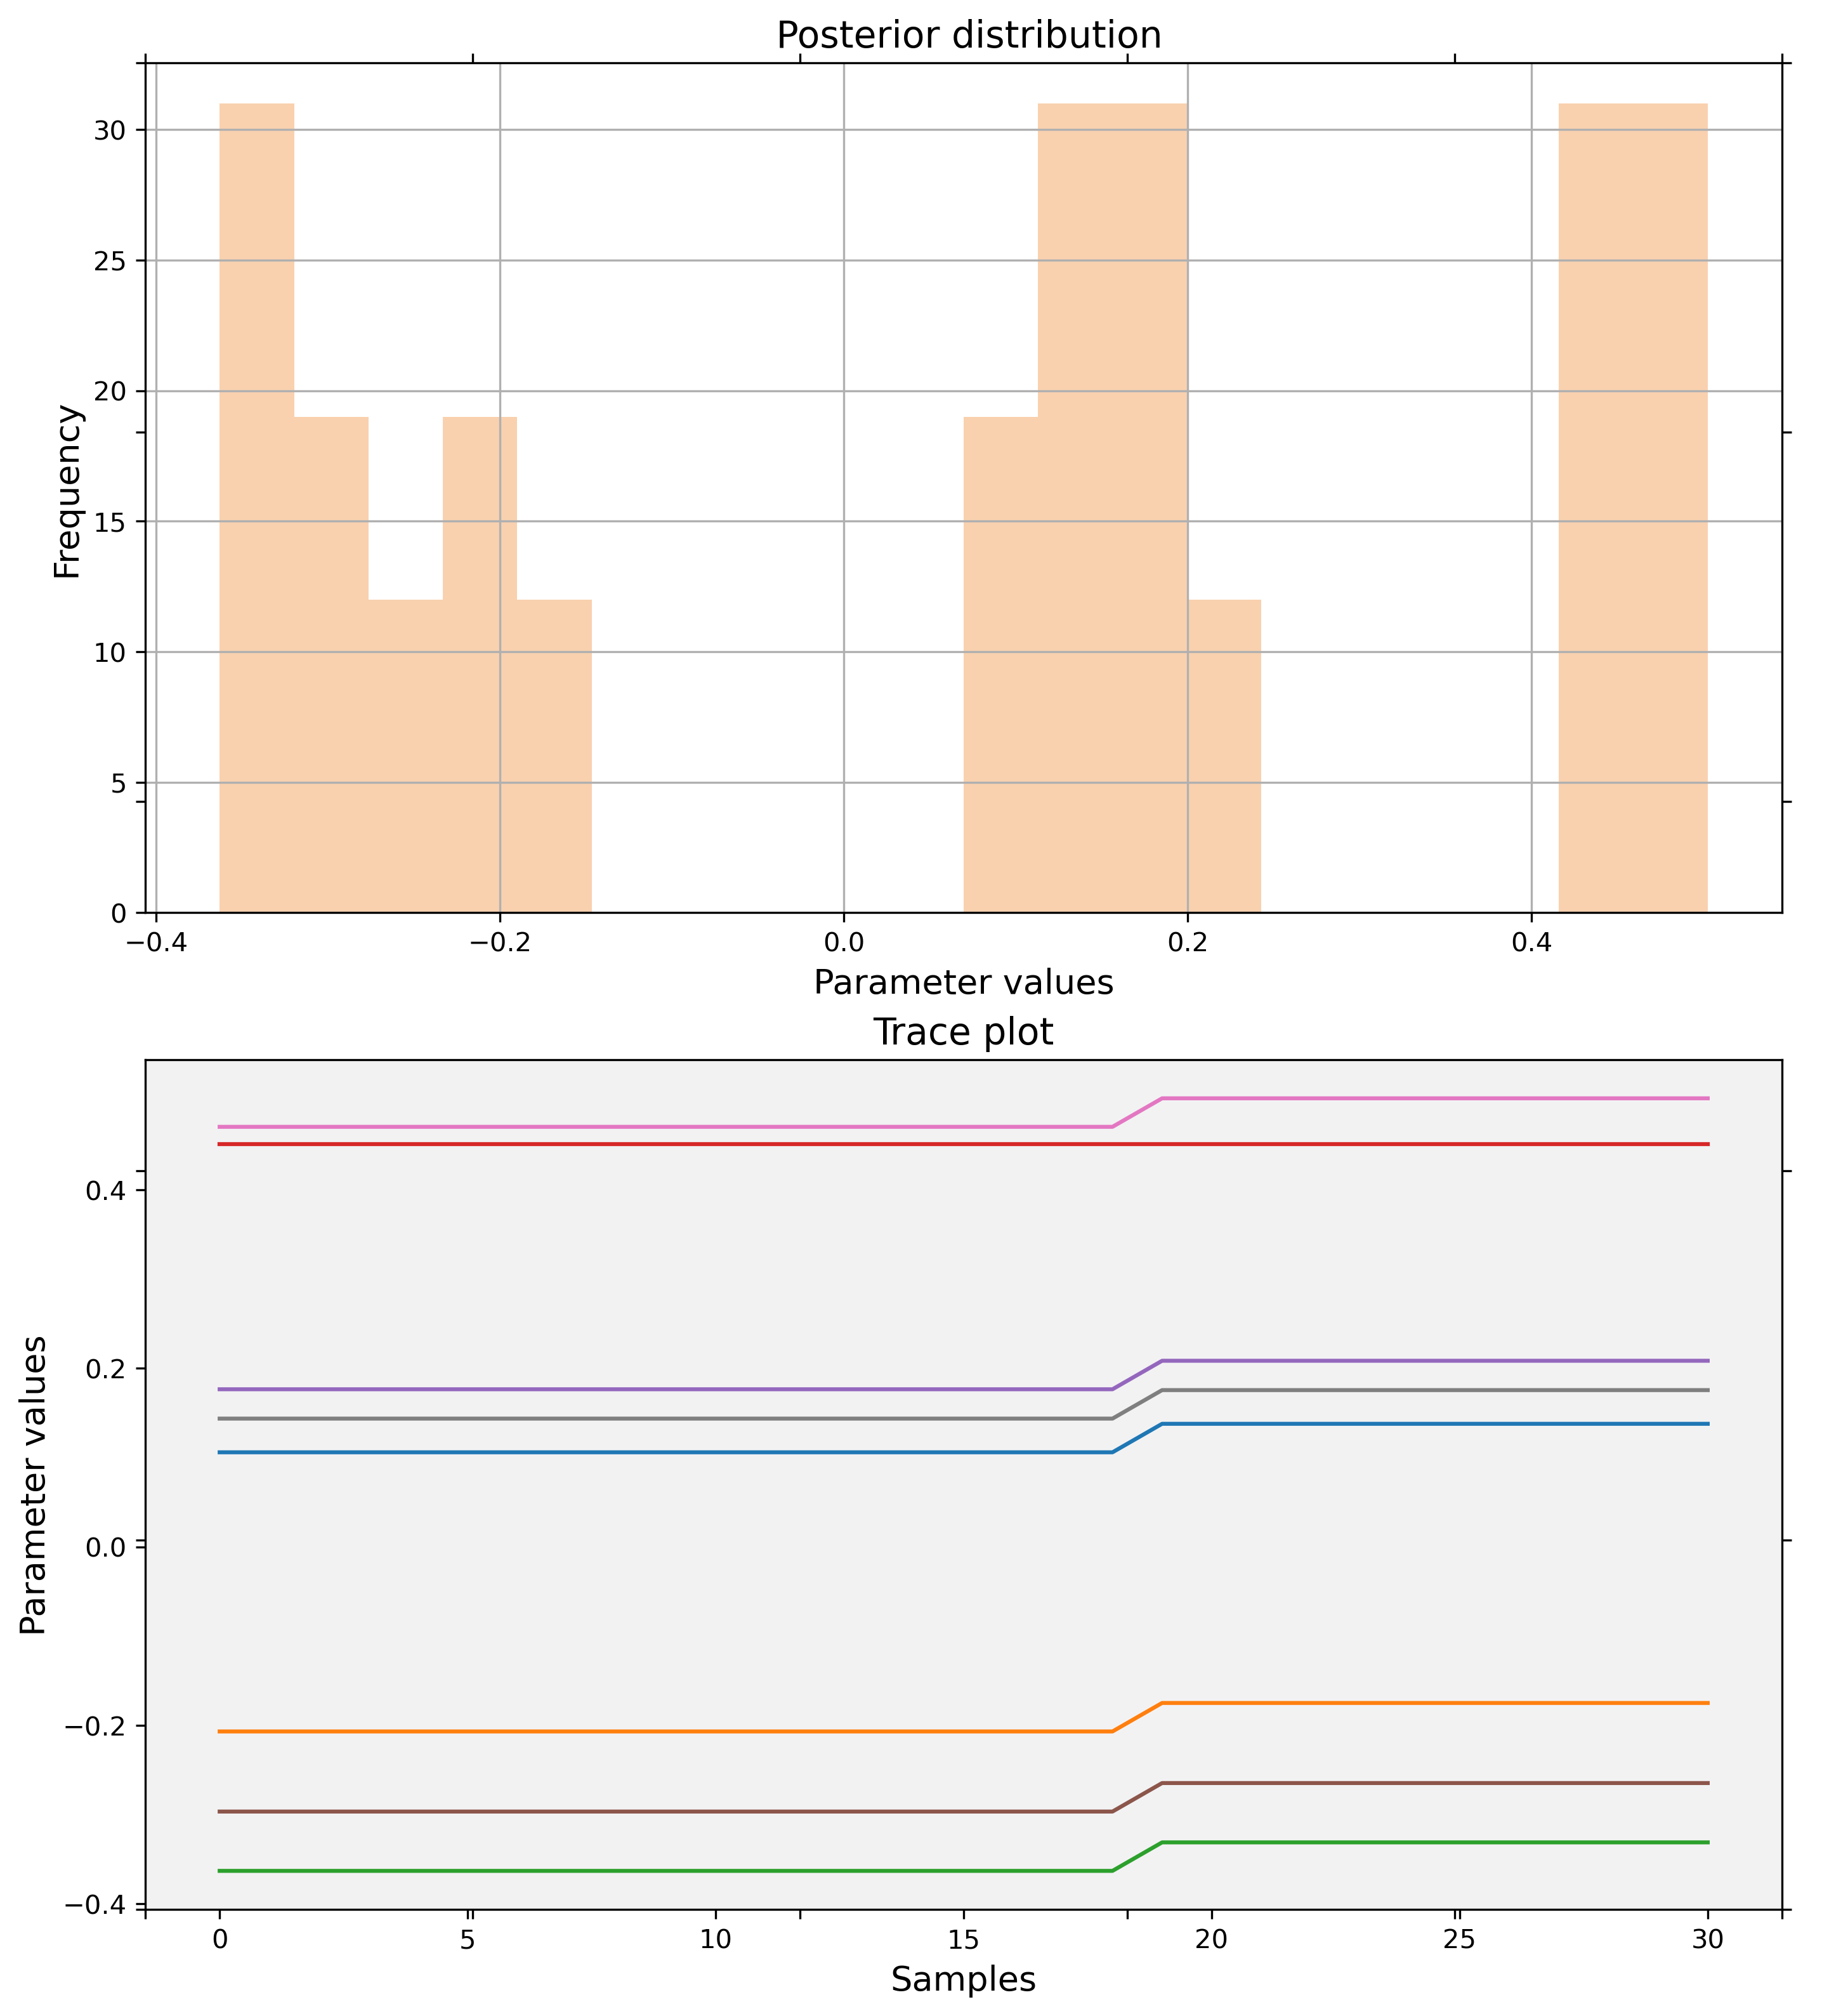 Posterior distribution
30
25
20
15
10
5
0
Frequency
−0.4 −0.2 0.0 0.2 0.4
Parameter values
Trace plot
0.4
0.2
0.0
−0.2
−0.4
Parameter values
0 5 10 15 20 25 30
Samples